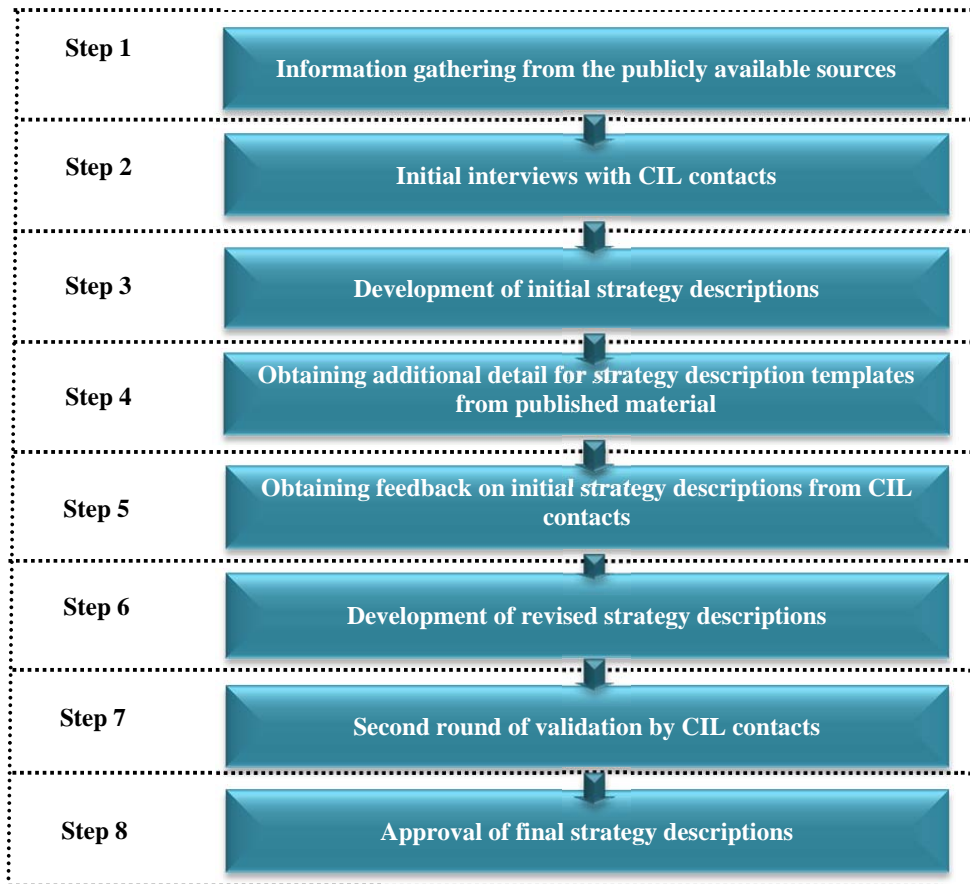 Step 1
Information gathering from the publicly available sources
Step 2
Initial interviews with CIL contacts
Step 3
Development of initial strategy descriptions
Step 4
Obtaining additional detail for strategy description templates
from published material
Step 5
Obtaining feedback on initial strategy descriptions from CIL
contacts
Step 6
Development of revised strategy descriptions
Step 7
Second round of validation by CIL contacts
Step 8
Approval of final strategy descriptions